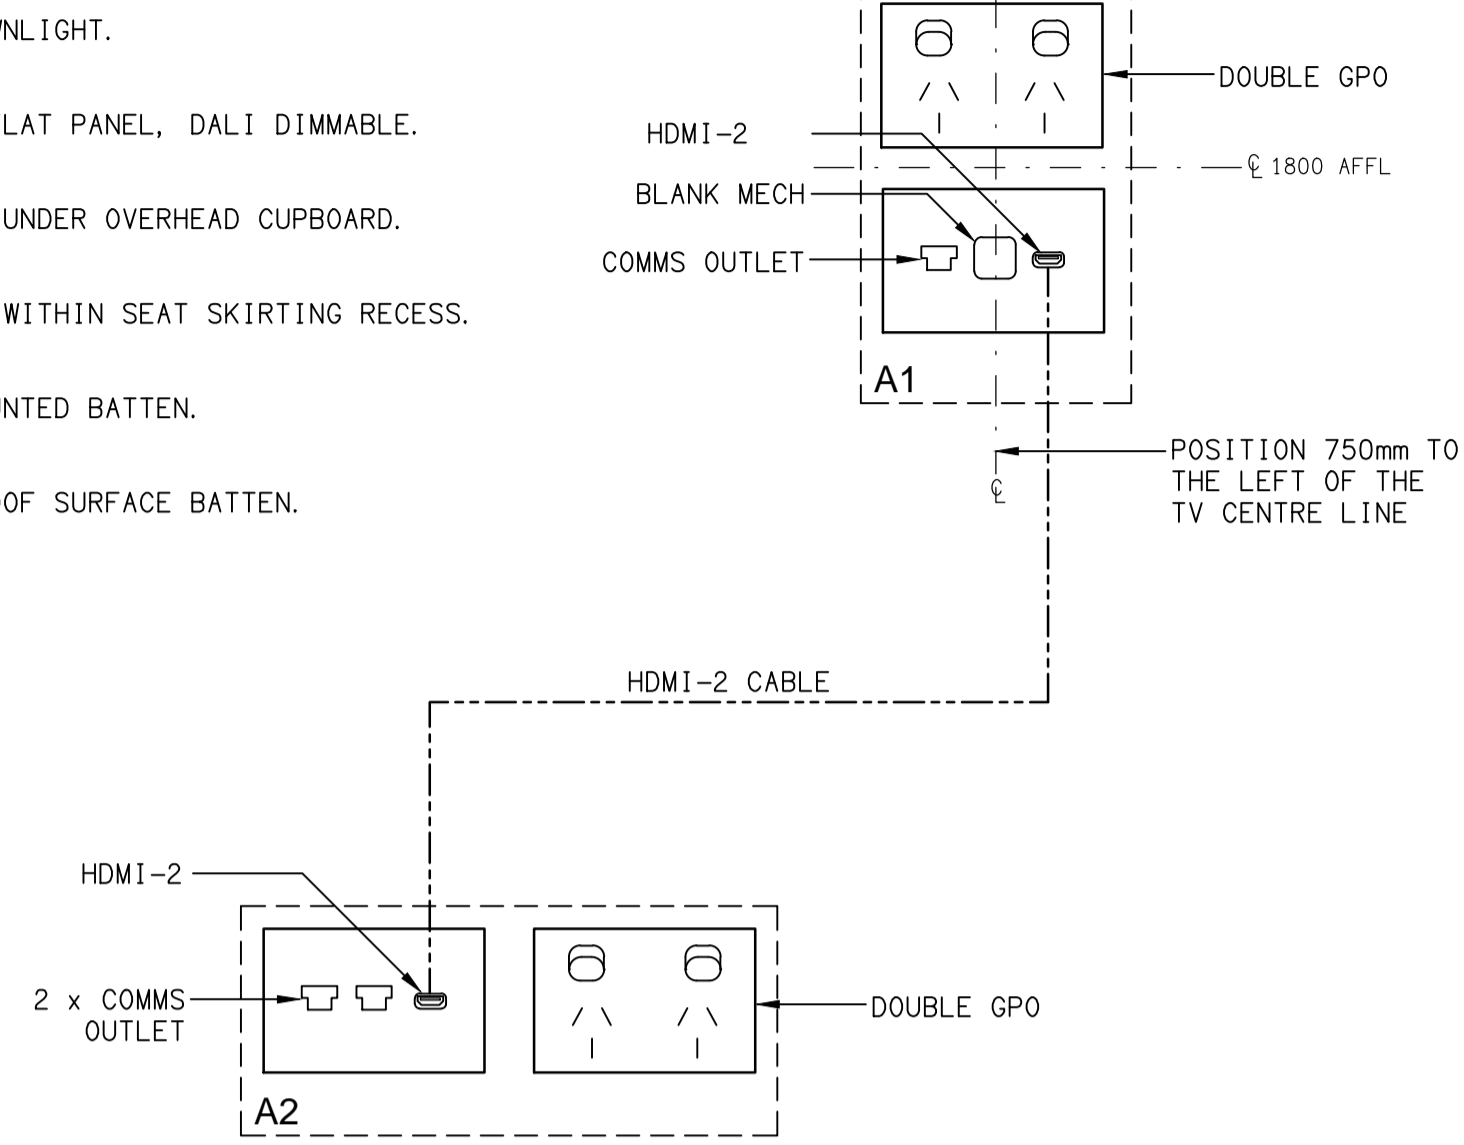 LAT PANEL, DALI DIMMABLE.
UNDER OVERHEAD CUPBOARD.
WITHIN SEAT SKIRTING RECESS.
NTED BATTEN.
OF SURFACE BATTEN.
NLIGHT.
DOUBLE GPO
HDMI-2
℄ 1800 AFFL
BLANK MECH
COMMS OUTLET
A1
POSITION 750mm TO
THE LEFT OF THE
TV CENTRE LINE
℄
HDMI-2 CABLE
HDMI-2
2 x COMMS
OUTLET
DOUBLE GPO
A2